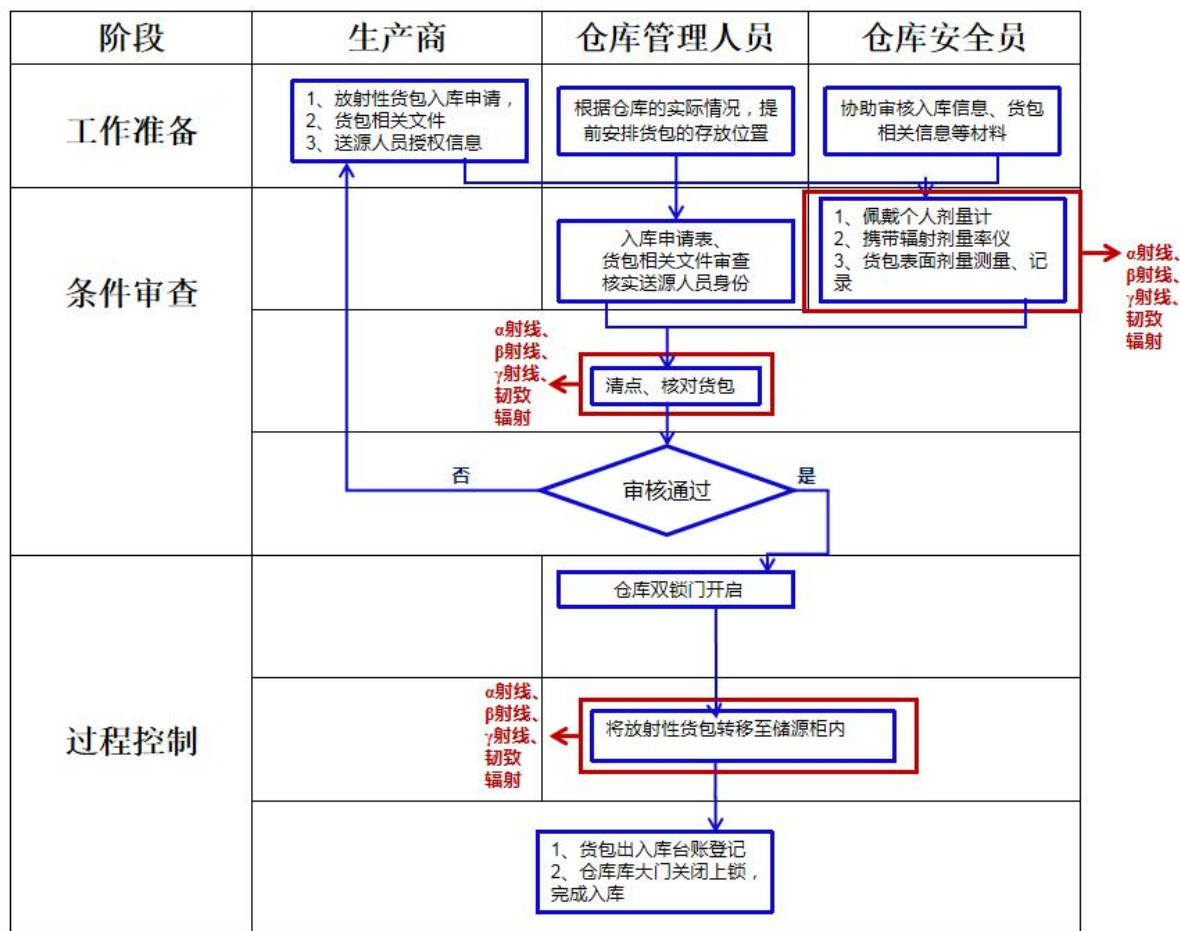 阶段
生产商
仓库管理人员
仓库安全员
工作准备
1、放射性货包入库申请，
2、货包相关文件
3、送源人员授权信息
根据仓库的实际情况，提
前安排货包的存放位置
协助审核入库信息、货包
相关信息等材料
条件审查
入库申请表、
货包相关文件审查
核实送源人员身份
1、佩戴个人剂量计
2、携带辐射剂量率仪
3、货包表面剂量测量、记
录
α射线、
β射线、
γ射线、
韧致
辐射
α射线、
β射线、
γ射线、
韧致
辐射
清点、核对货包
否
审核通过
是
过程控制
仓库双锁门开启
α射线、
β射线、
γ射线、
韧致
辐射
将放射性货包转移至储源柜内
1、货包出入库台账登记
2、仓库库大门关闭上锁，
完成入库